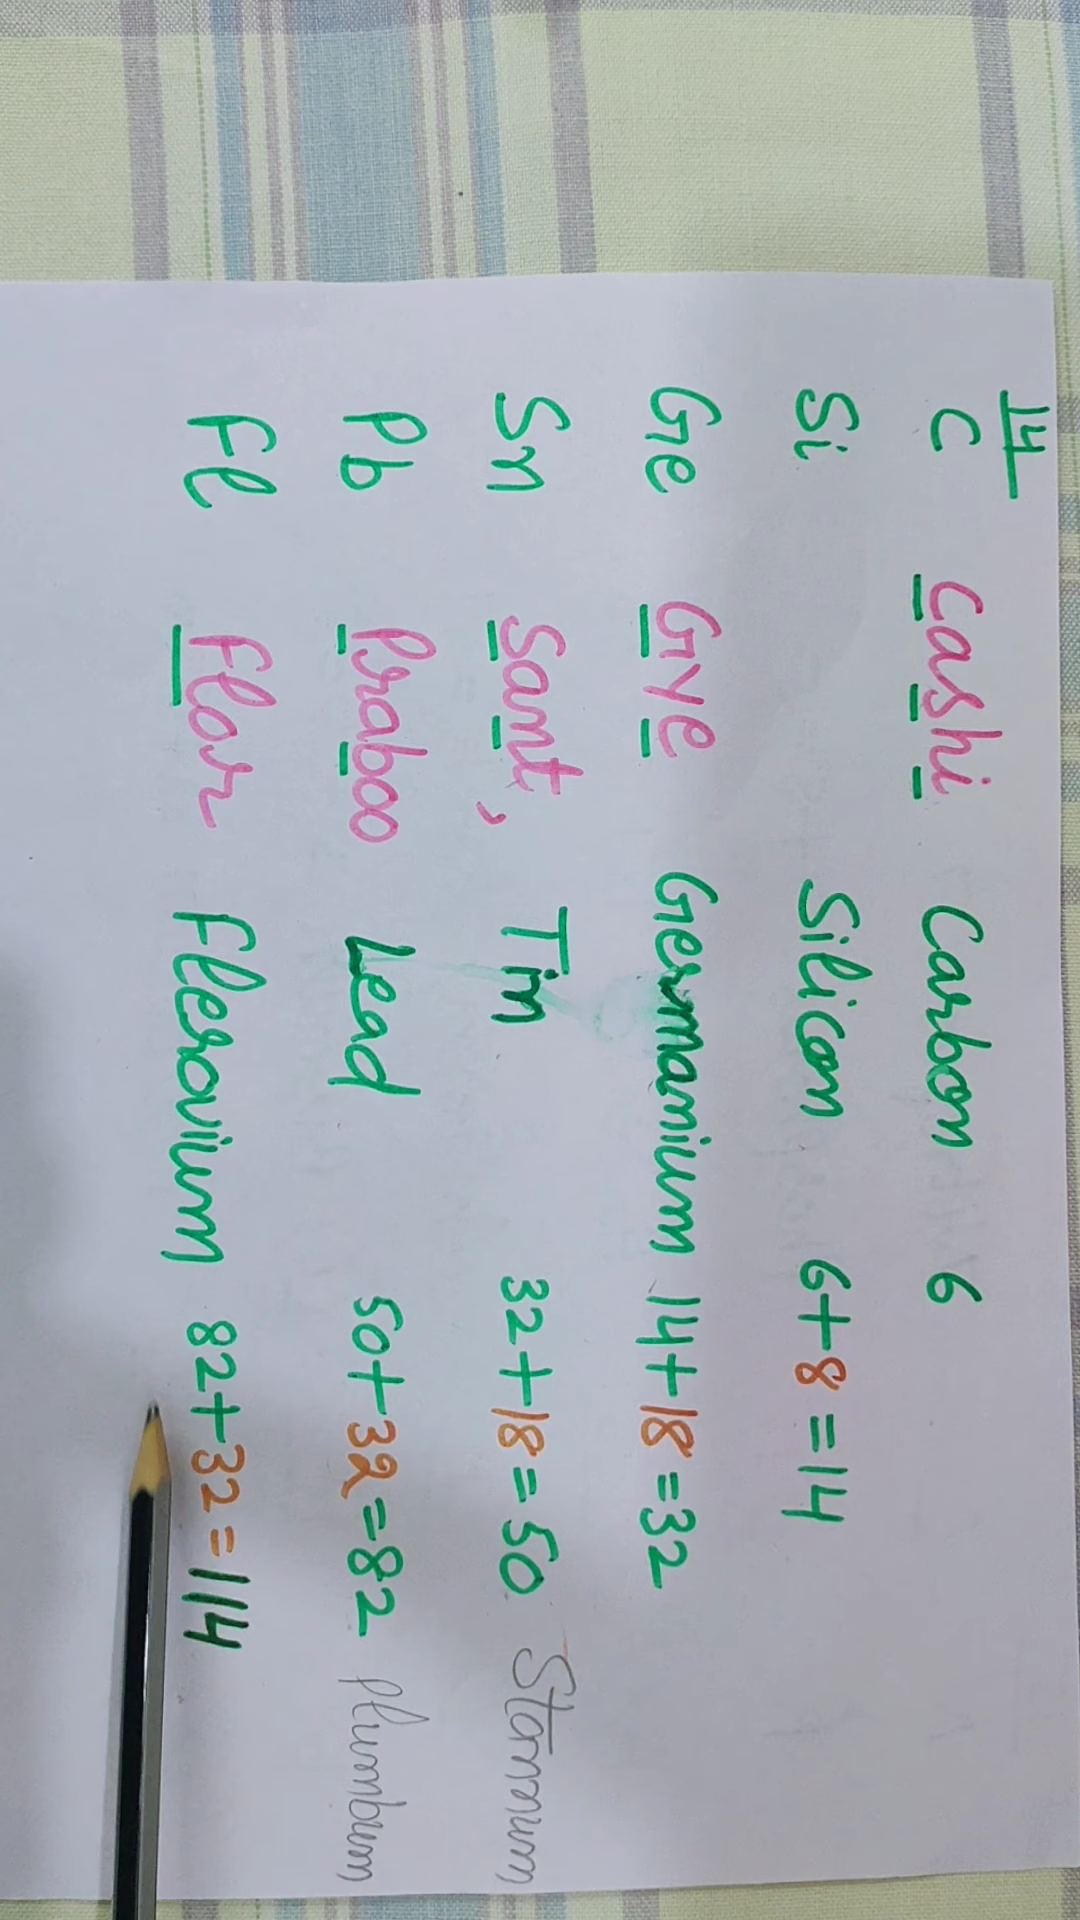 14
C Cashi Carbon 6
Si Silicon 6+8=14
Ge Gye Germanium 14+18=32
Sn Sant, Tin 32+18=50 Stannum
Pb Praboo Lead 50+32=82 Plumbum
Fl Flor Flerovium 82+32=114